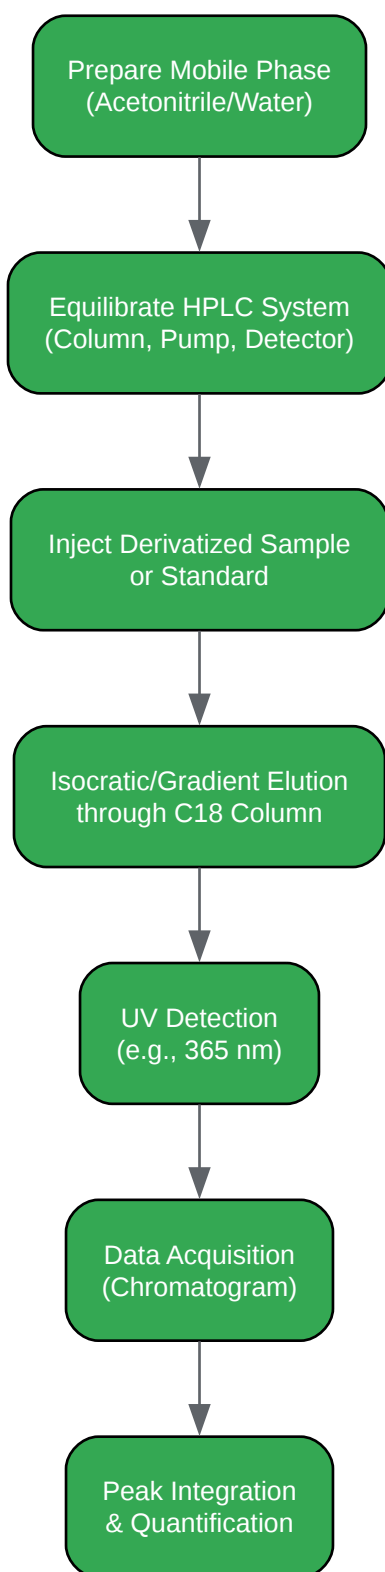 Prepare Mobile Phase
(Acetonitrile/Water)
Equilibrate HPLC System
(Column, Pump, Detector)
Inject Derivatized Sample
or Standard
Isocratic/Gradient Elution
through C18 Column
UV Detection
(e.g., 365 nm)
Data Acquisition
(Chromatogram)
Peak Integration
& Quantification